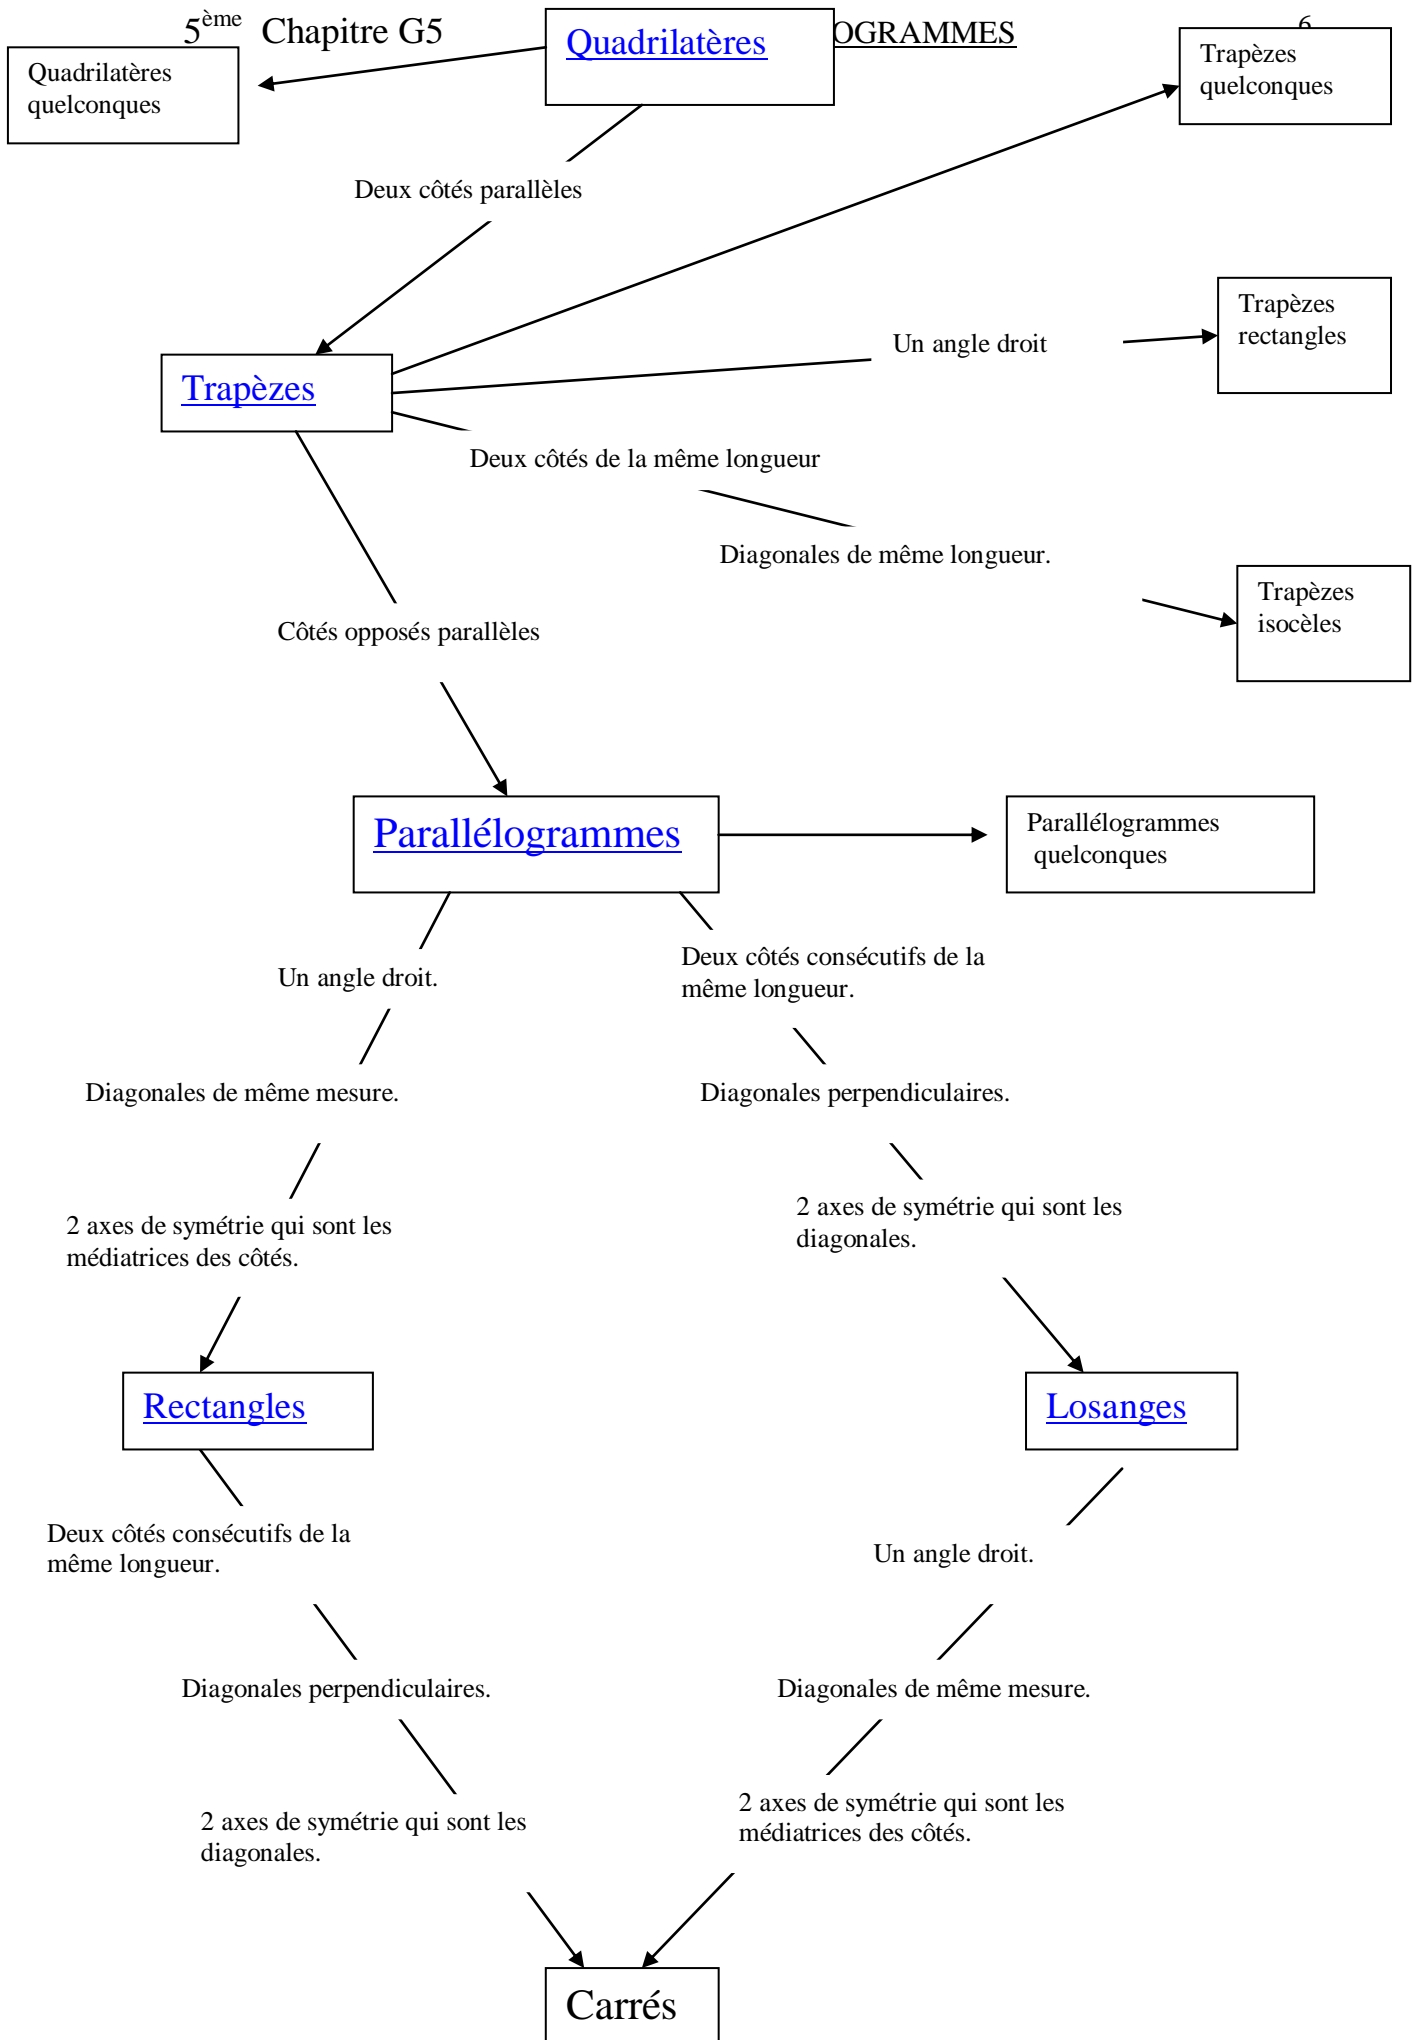 5ème Chapitre G5
OGRAMMES
Quadrilatères
Quadrilatères
quelconques
Trapèzes
quelconques
Deux côtés parallèles
Trapèzes
rectangles
Un angle droit
Trapèzes
Deux côtés de la même longueur
Diagonales de même longueur.
Trapèzes
isocèles
Côtés opposés parallèles
Parallélogrammes
Parallélogrammes
quelconques
Un angle droit.
Deux côtés consécutifs de la
même longueur.
Diagonales de même mesure.
Diagonales perpendiculaires.
2 axes de symétrie qui sont les
médiatrices des côtés.
2 axes de symétrie qui sont les
diagonales.
Rectangles
Losanges
Deux côtés consécutifs de la
même longueur.
Un angle droit.
Diagonales perpendiculaires.
Diagonales de même mesure.
2 axes de symétrie qui sont les
diagonales.
2 axes de symétrie qui sont les
médiatrices des côtés.
Carrés